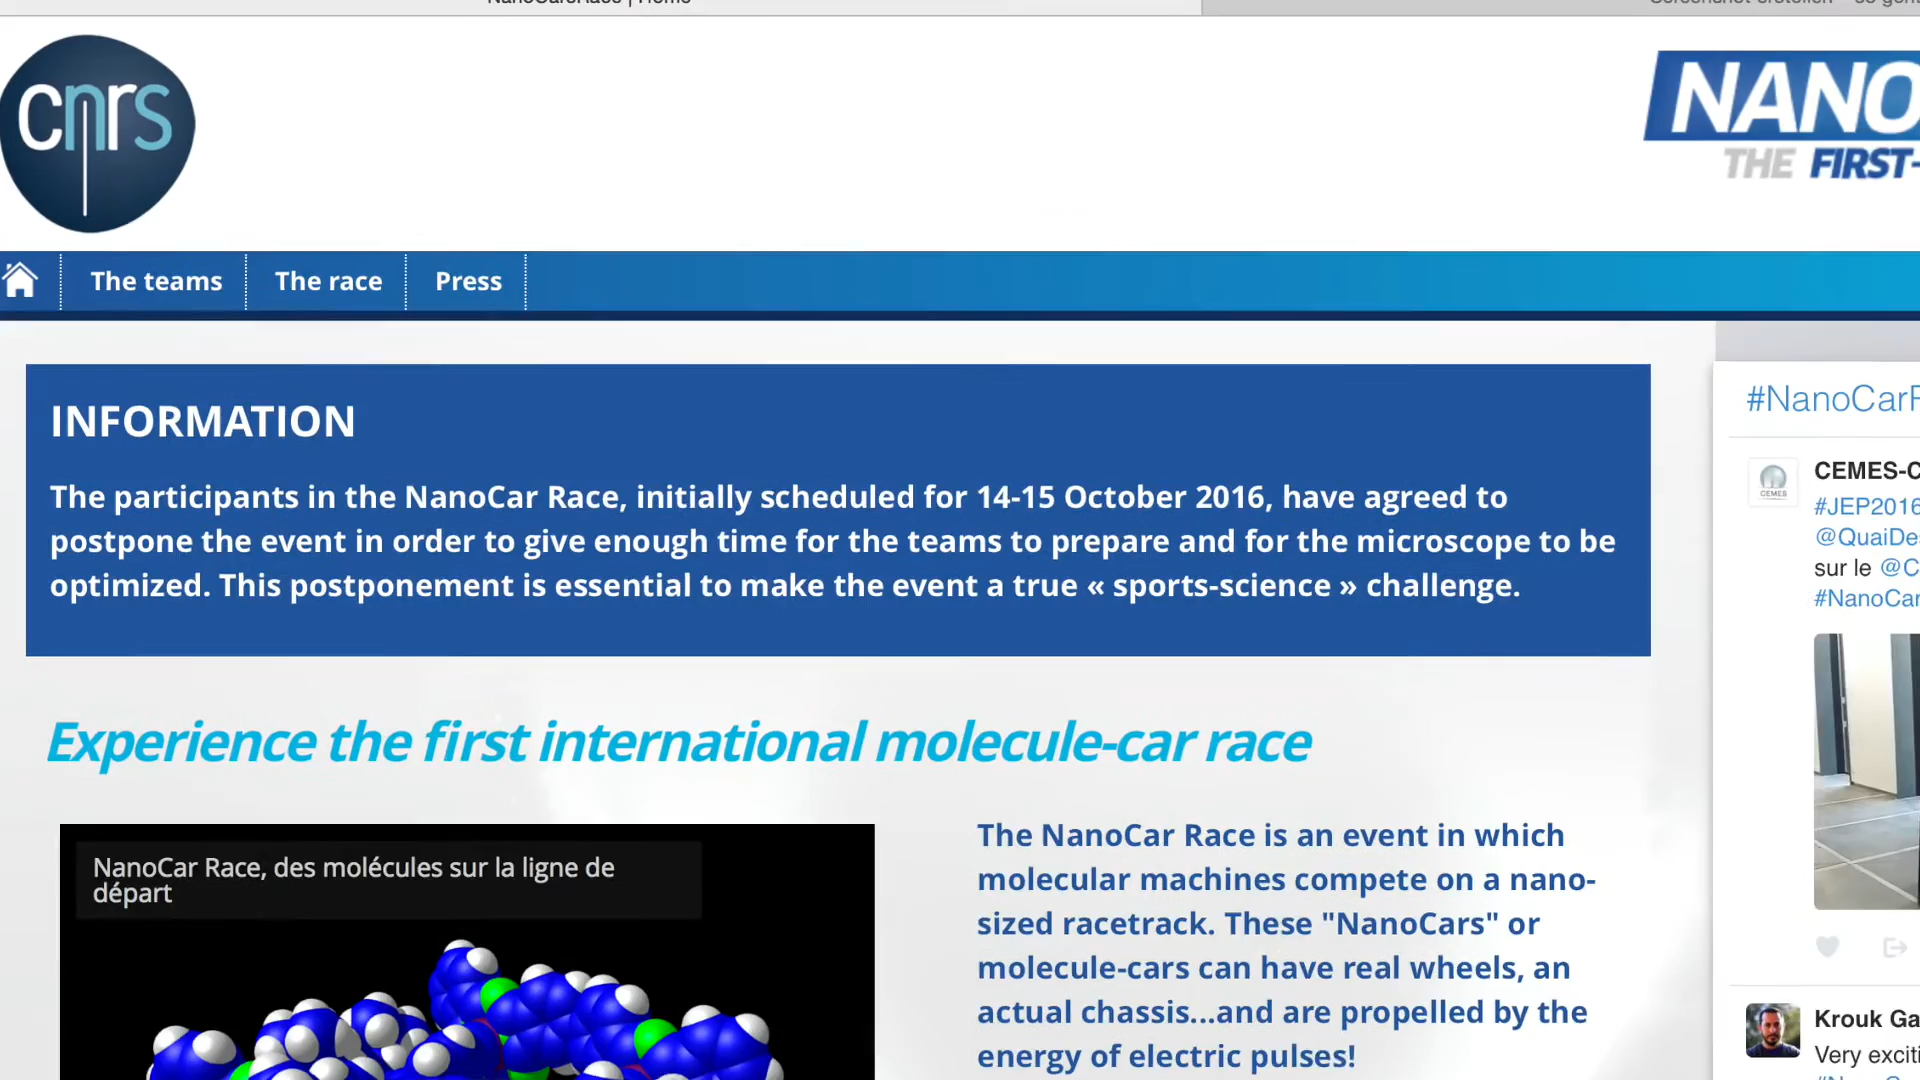 cnrs
NANO
THE FIRST-
The teams
The race
Press
INFORMATION
The participants in the NanoCar Race, initially scheduled for 14-15 October 2016, have agreed to
postpone the event in order to give enough time for the teams to prepare and for the microscope to be
optimized. This postponement is essential to make the event a true « sports-science » challenge.
Experience the first international molecule-car race
NanoCar Race, des molécules sur la ligne de
départ
The NanoCar Race is an event in which
molecular machines compete on a nano-
sized racetrack. These "NanoCars" or
molecule-cars can have real wheels, an
actual chassis...and are propelled by the
energy of electric pulses!
#NanoCarR
CEMES
CEMES-C
#JEP2016
@QuaiDes
sur le @C
#NanoCar
Krouk Ga
Very exciti